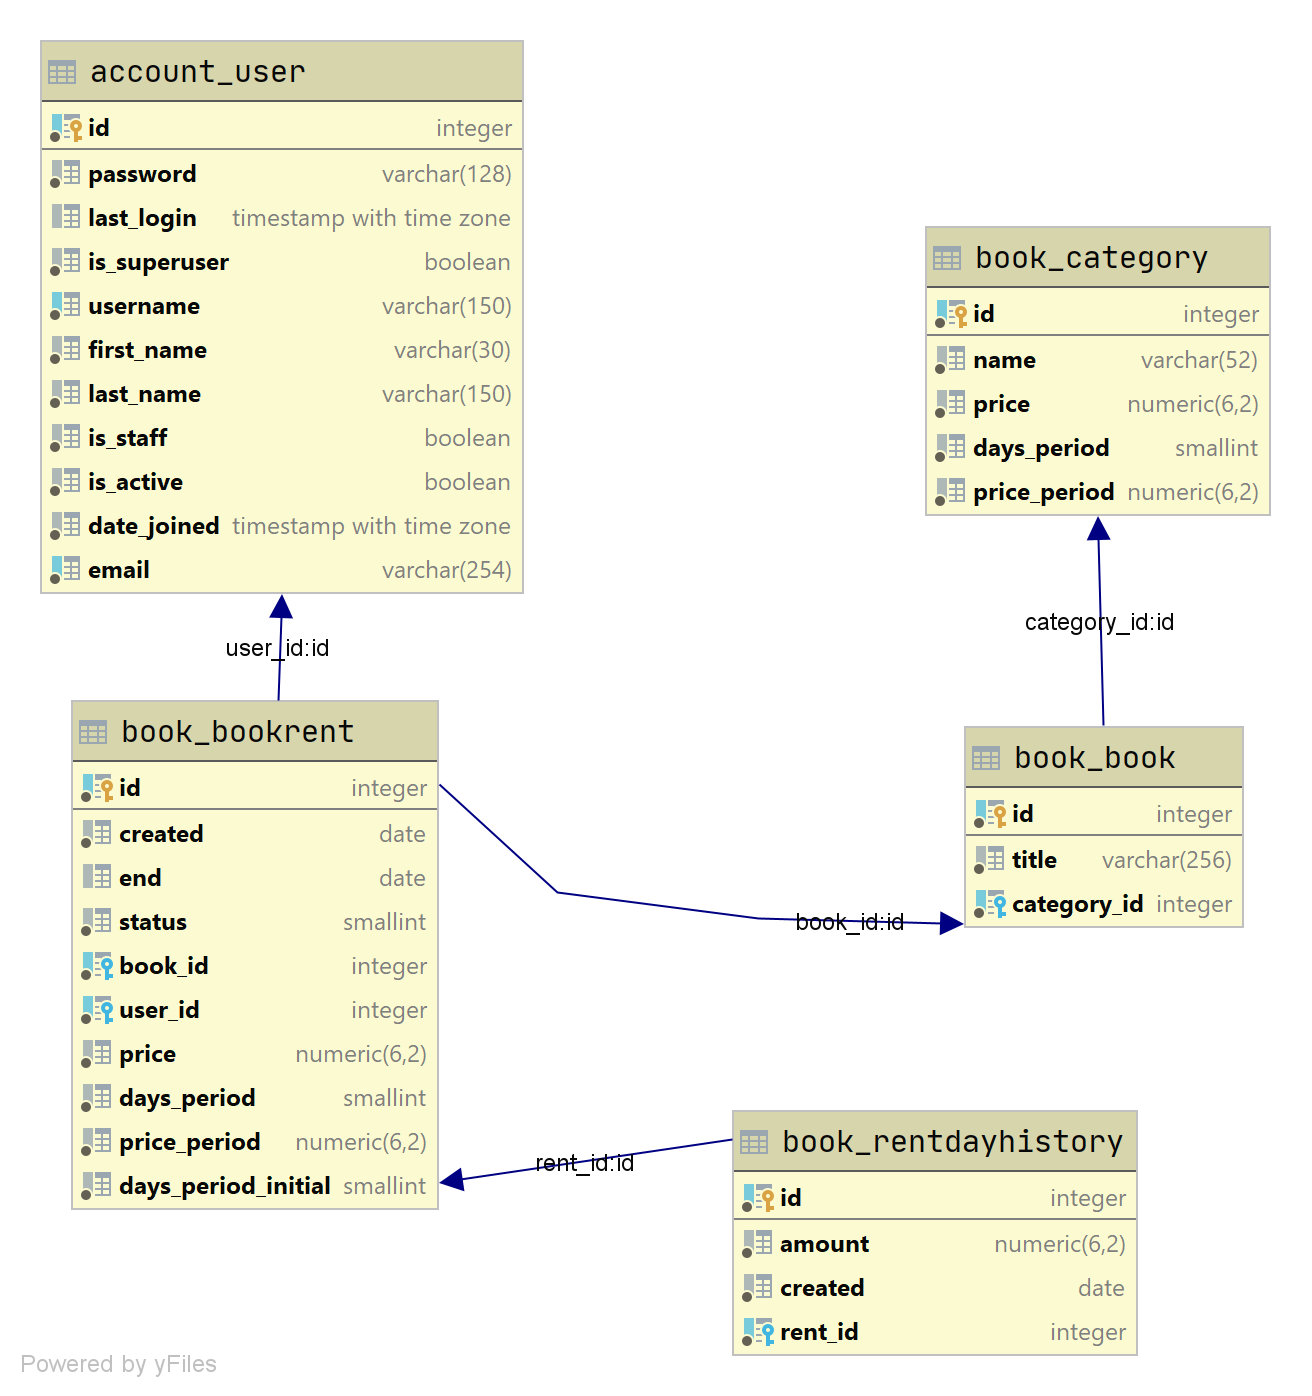 account_user
id integer
password varchar(128)
last_login timestamp with time zone
is_superuser boolean
username varchar(150)
first_name varchar(30)
last_name varchar(150)
is_staff boolean
is_active boolean
date_joined timestamp with time zone
email varchar(254)
book_category
id integer
name varchar(52)
price numeric(6,2)
days_period smallint
price_period numeric(6,2)
user_id:id
category_id:id
book_bookrent
id integer
created date
end date
status smallint
book_id integer
user_id integer
price numeric(6,2)
days_period smallint
price_period numeric(6,2)
days_period_initial smallint
book_book
id integer
title varchar(256)
category_id integer
book_id:id
rent_id:id
book_rentdayhistory
id integer
amount numeric(6,2)
created date
rent_id integer
Powered by yFiles